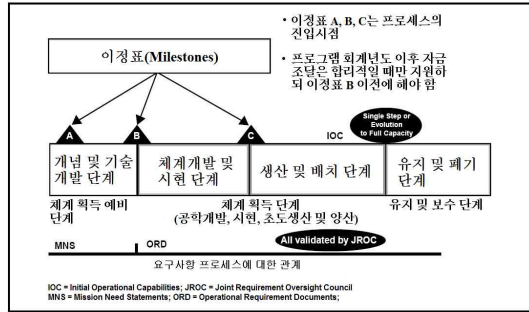 이정표(Milestones)
• 이정표 A, B, C는 프로세스의
진입시점
• 프로그램 회계년도 이후 자금
조달은 합리적일 때만 지원하
되 이정표 B 이전에 해야 함
A
B
C
IOC
Single Step or
Evolution
to Full Capacity
개념 및 기술
개발 단계
체계개발 및
시현 단계
생산 및 배치 단계
유지 및 폐기
단계
체계 획득 예비
단계
체계 획득 단계
(공학개발, 시현, 초도생산 및 양산)
유지 및 보수 단계
MNS
ORD
All validated by JROC
요구사항 프로세스에 대한 관계
IOC = Initial Operational Capabilities; JROC = Joint Requirement Oversight Council
MNS = Mission Need Statements; ORD = Operational Requirement Documents;